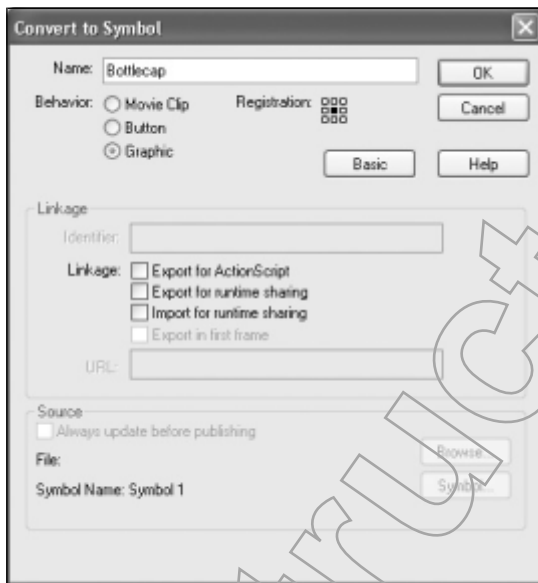 Convert to Symbol
Name: Bottlecap
OK
Behavior: Movie Clip
Registration:
Cancel
Button
Graphic
Basic
Help
Linkage
Identifier:
Linkage: Export for ActionScript
Export for runtime sharing
Import for runtime sharing
Export in first frame
URL:
Source
Always update before publishing
Browse...
File:
Symbol Name: Symbol 1
Symbol...
truct